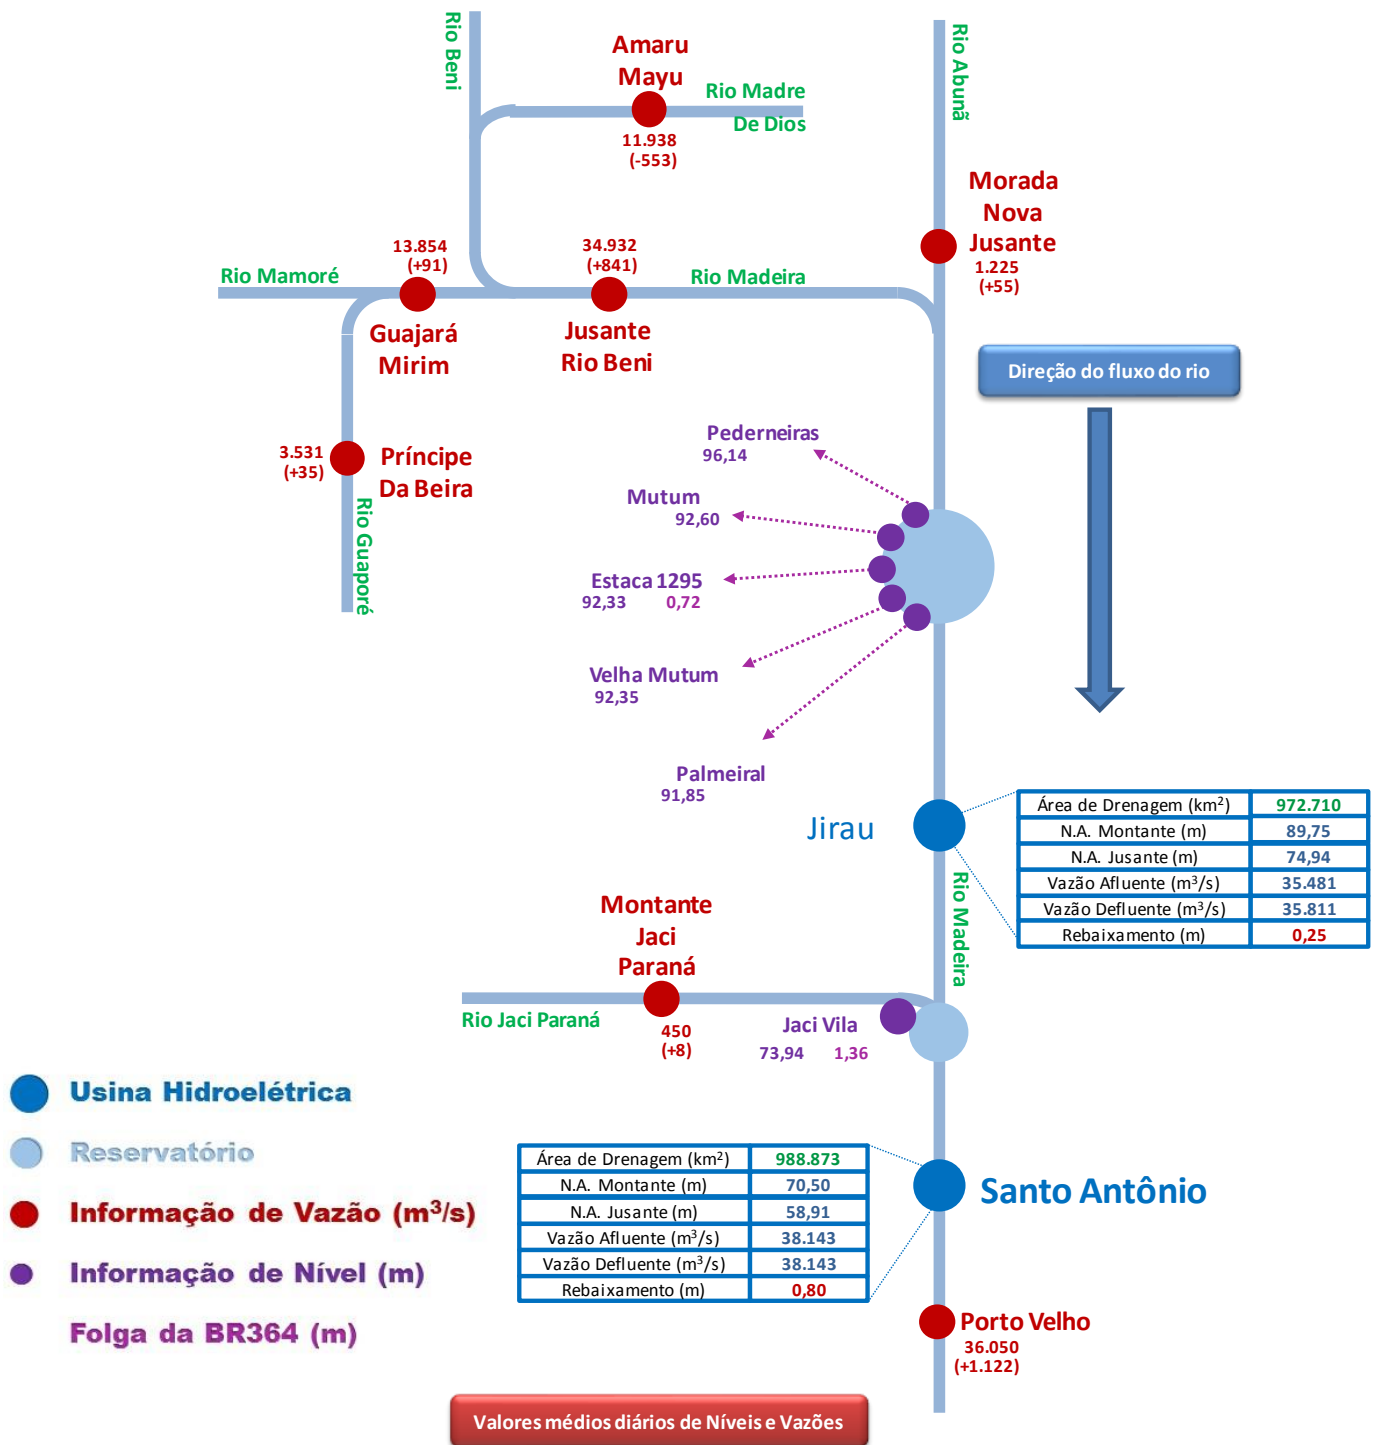 Rio Beni
Amaru
Mayu
Rio Madre
De Dios
11.938
(-553)
Rio Abunã
Morada
Nova
Jusante
1.225
(+55)
13.854
(+91)
34.932
(+841)
Rio Mamoré
Rio Madeira
Guajará
Mirim
Jusante
Rio Beni
Direção do fluxo do rio
3.531
(+35)
Príncipe
Da Beira
Rio Guaporé
Pederneiras
96,14
Mutum
92,60
Estaca 1295
92,33 0,72
Velha Mutum
92,35
Palmeiral
91,85
Jirau
Área de Drenagem (km²) 972.710
N.A. Montante (m) 89,75
N.A. Jusante (m) 74,94
Vazão Afluente (m³/s) 35.481
Vazão Defluente (m³/s) 35.811
Rebaixamento (m) 0,25
Rio Madeira
Montante
Jaci
Paraná
Rio Jaci Paraná
450
(+8)
Jaci Vila
73,94 1,36
Usina Hidroelétrica
Reservatório
Informação de Vazão (m³/s)
Informação de Nível (m)
Folga da BR364 (m)
Área de Drenagem (km²) 988.873
N.A. Montante (m) 70,50
N.A. Jusante (m) 58,91
Vazão Afluente (m³/s) 38.143
Vazão Defluente (m³/s) 38.143
Rebaixamento (m) 0,80
Santo Antônio
Porto Velho
36.050
(+1.122)
Valores médios diários de Níveis e Vazões